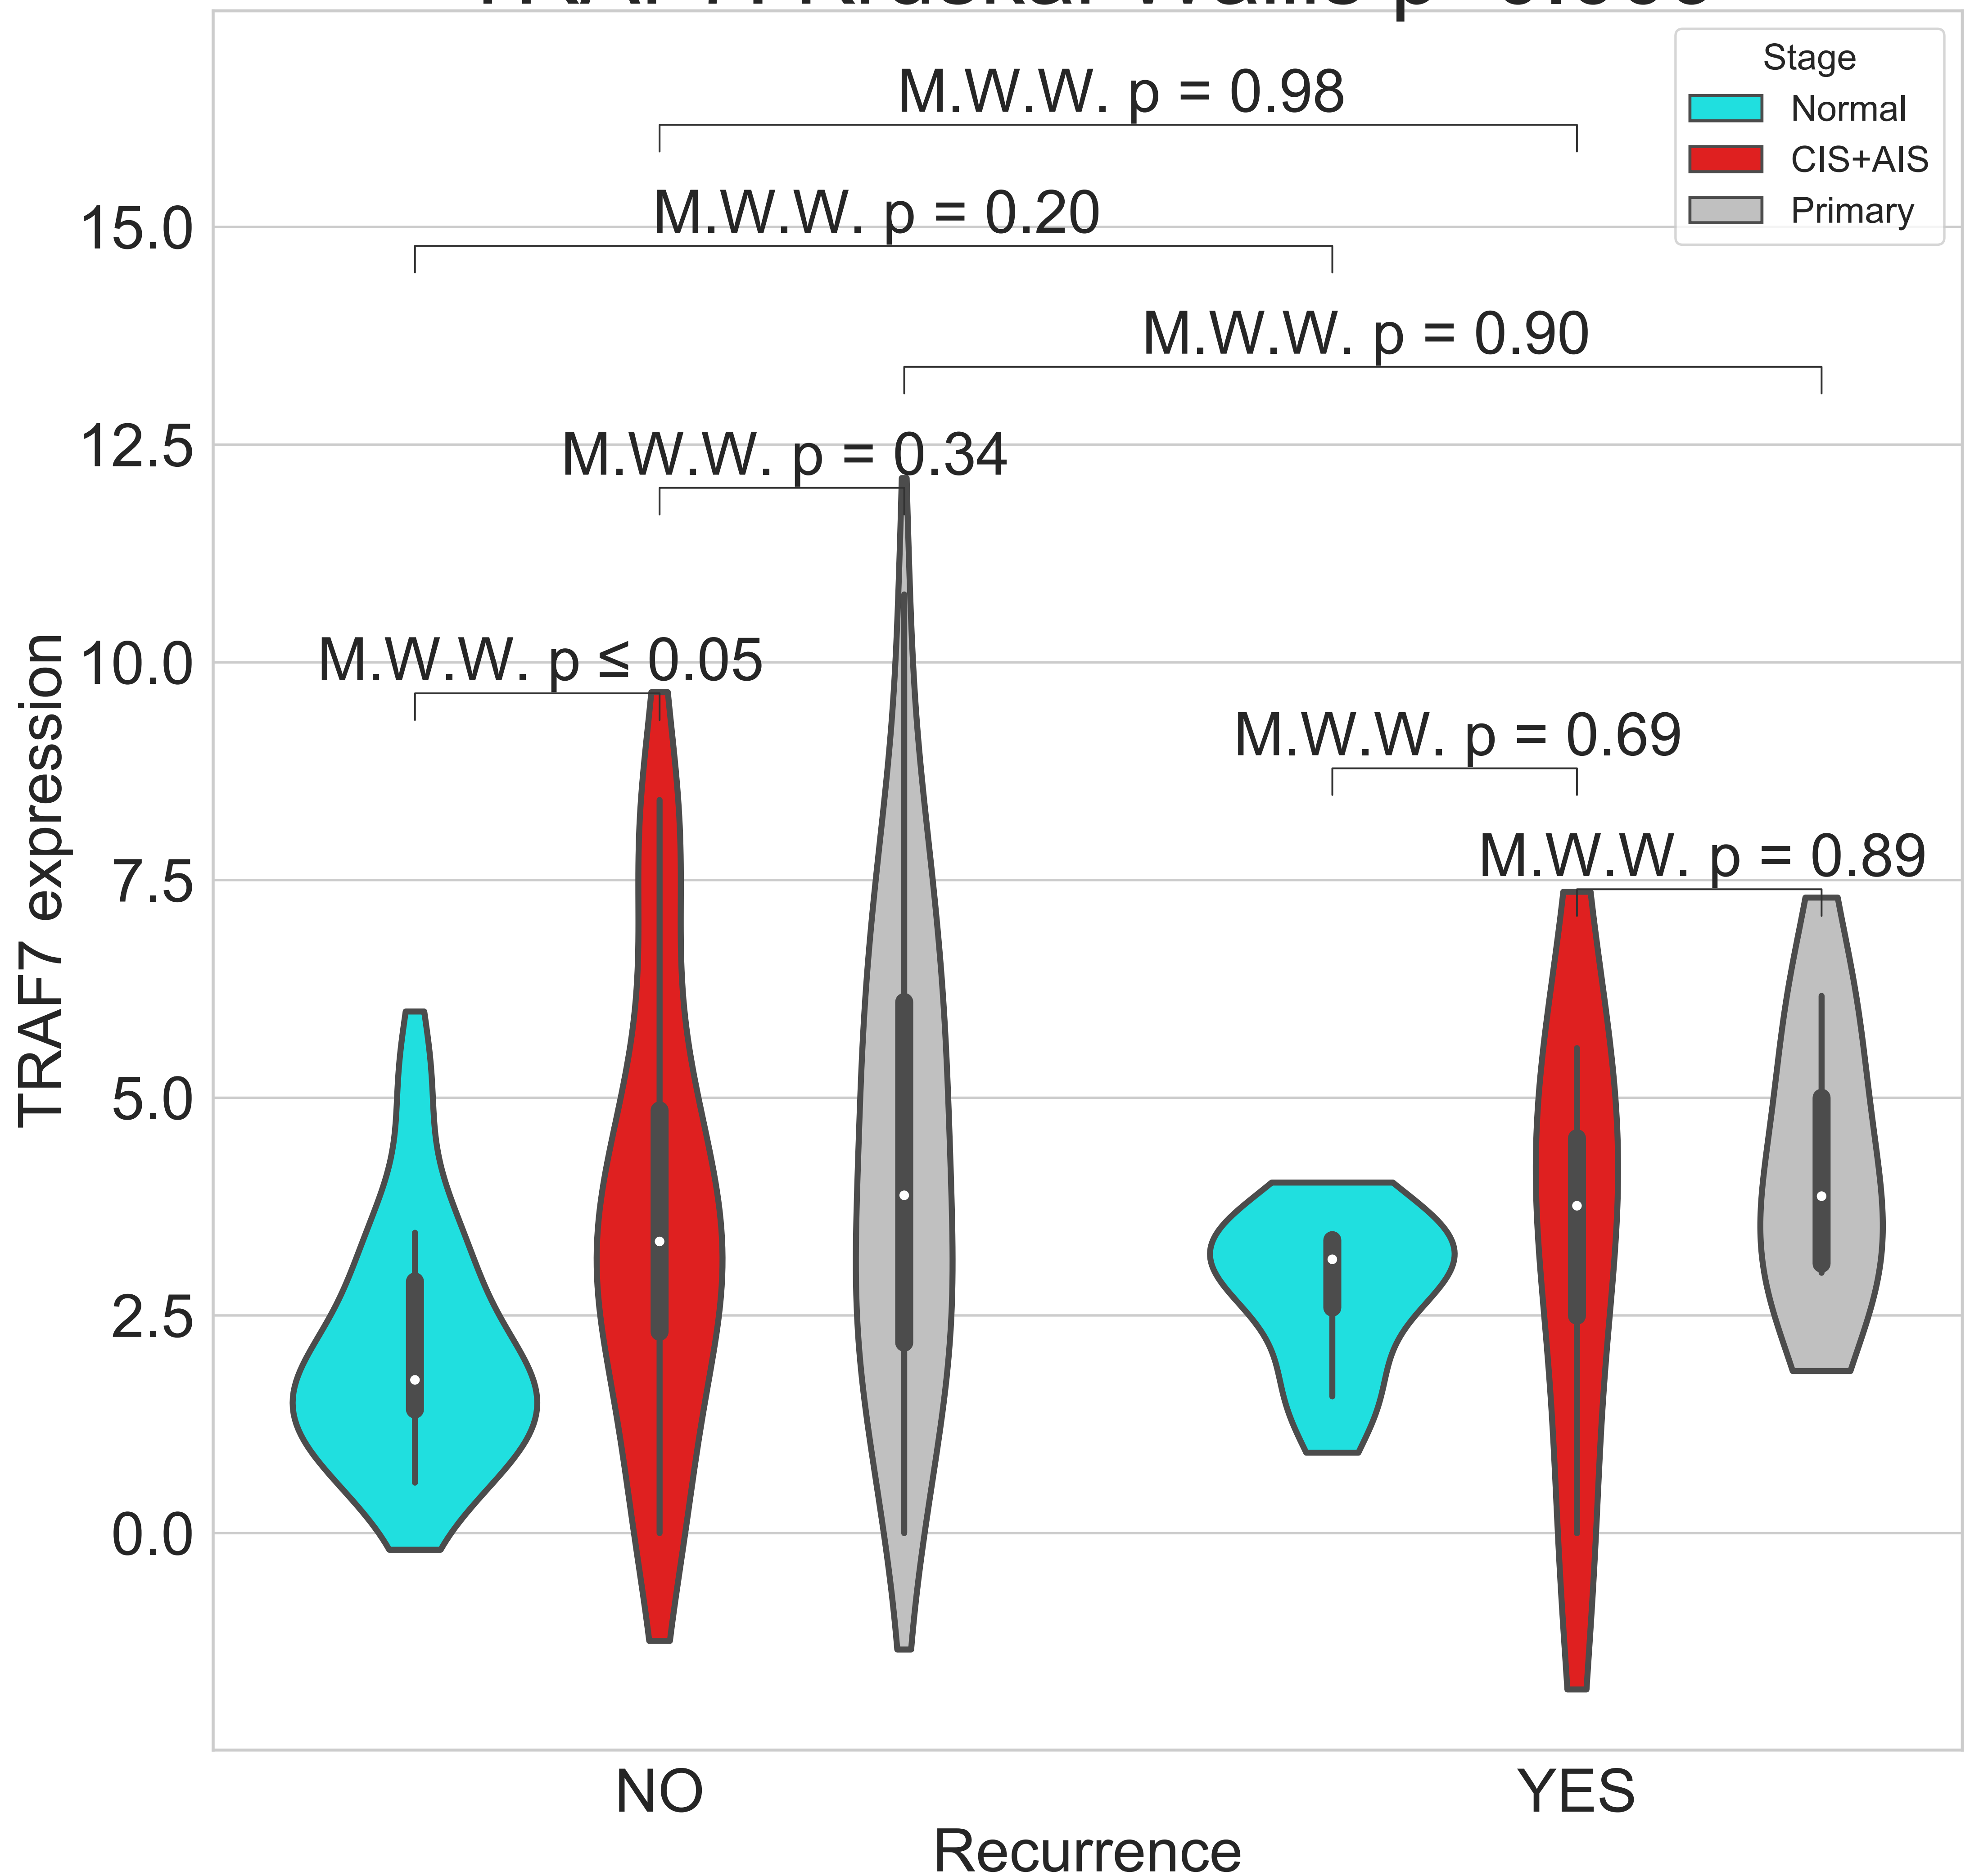 Stage
Normal
CIS+AIS
Primary
M.W.W. p = 0.98
M.W.W. p = 0.20
M.W.W. p = 0.90
M.W.W. p = 0.34
M.W.W. p ≤ 0.05
M.W.W. p = 0.69
M.W.W. p = 0.89
15.0
12.5
10.0
7.5
5.0
2.5
0.0
TRAF7 expression
NO
YES
Recurrence